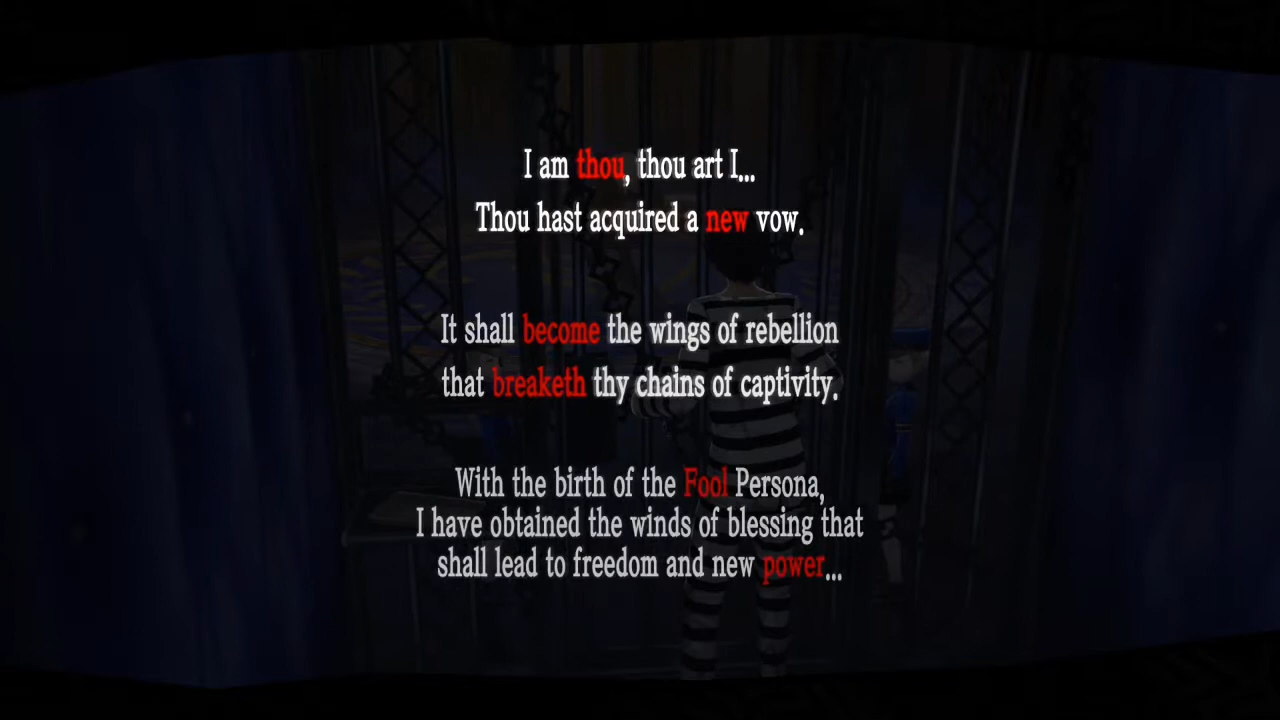 I am thou, thou art I...
Thou hast acquired a new vow.
It shall become the wings of rebellion
that breaketh thy chains of captivity.
With the birth of the Fool Persona,
I have obtained the winds of blessing that
shall lead to freedom and new power...